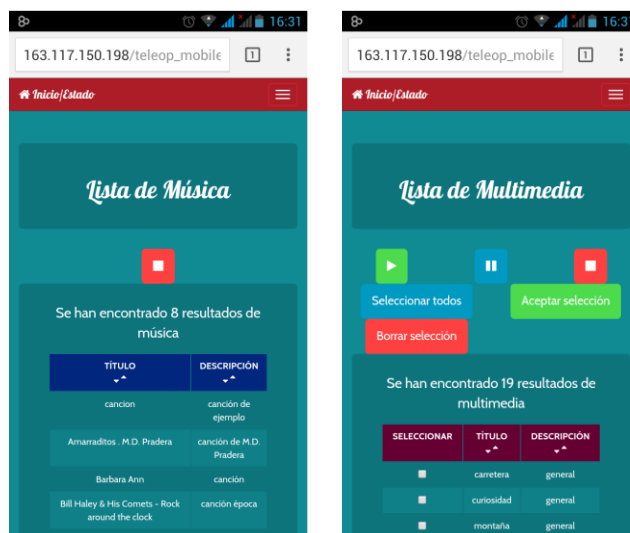 16:31
163.117.150.198/teleop_mobile
1
Inicio/Estado
Lista de Música
Se han encontrado 8 resultados de
música
TÍTULO DESCRIPCIÓN
cancion canción de
ejemplo
Amarraditos . M.D. Pradera canción de M.D.
Pradera
Barbara Ann canción
Bill Haley & His Comets - Rock canción época
around the clock
16:31
163.117.150.198/teleop_mobile
1
Inicio/Estado
Lista de Multimedia
Seleccionar todos Aceptar selección
Borrar selección
Se han encontrado 19 resultados de
multimedia
SELECCIONAR TÍTULO DESCRIPCIÓN
carretera general
curiosidad general
montaña general